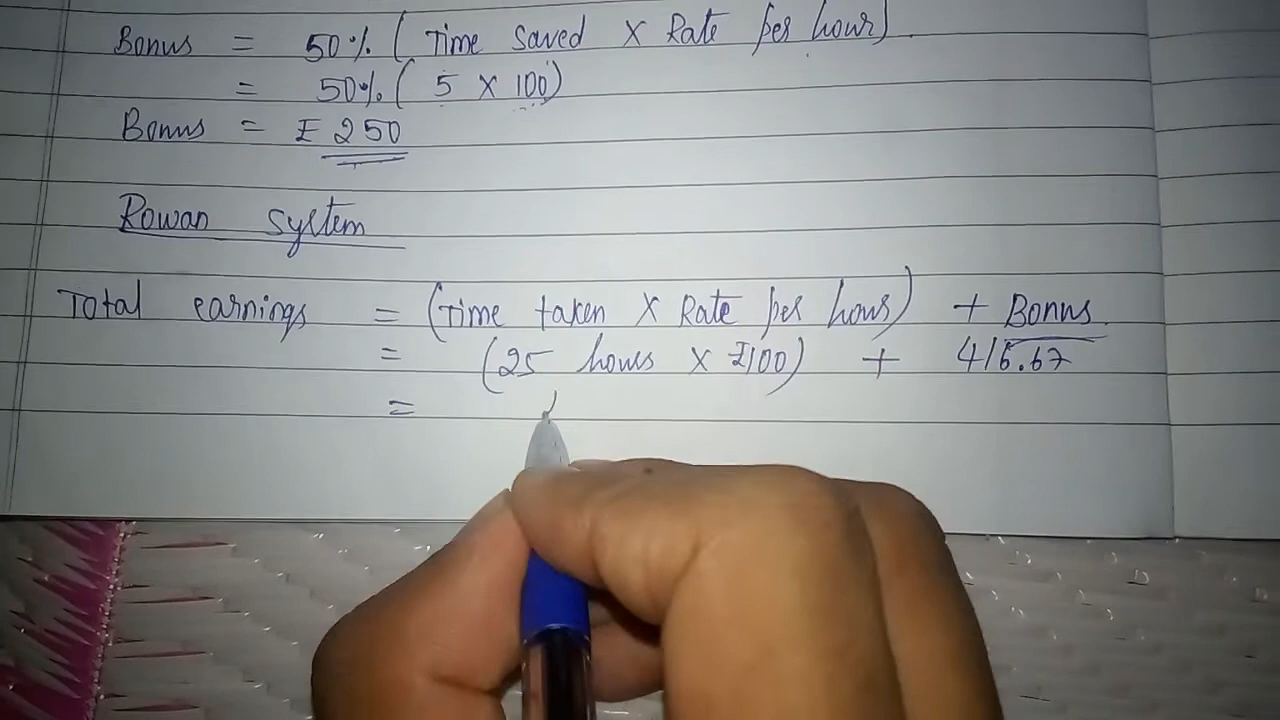 Bonus = 50% ( Time Saved X Rate per hour)
= 50% ( 5 X 100)
Bonus = ₹ 250
Rowan System
Total earnings = (Time taken X Rate per hour) + Bonus
= (25 hours X ₹100) + 416.67
=